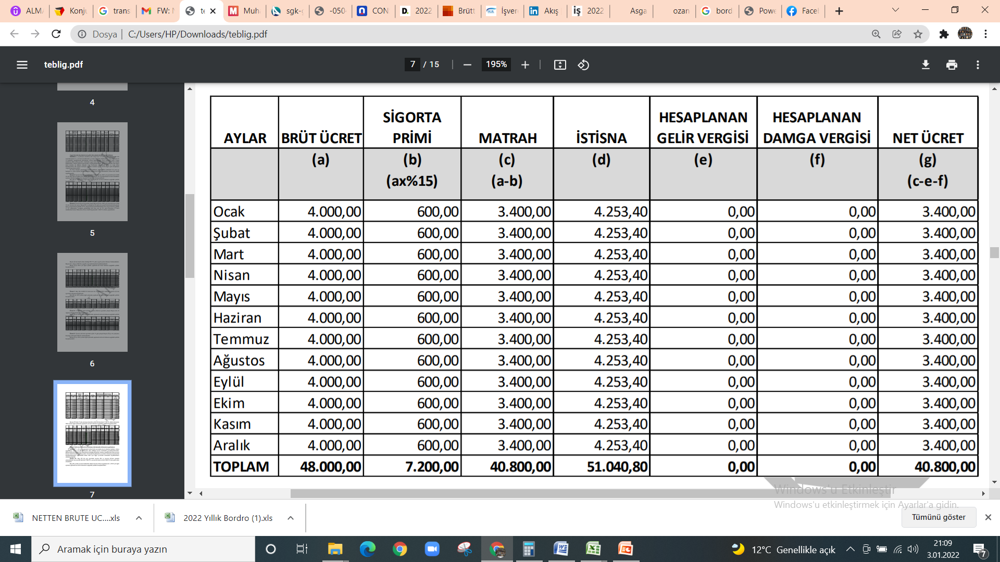 ALM
Konju
trans
FW: N
te
Muh
sgk-g
-050
CON
2022
Brütt
İşver
Akış
2022
Asga
ozan
bord
Powe
Facel
Dosya | C:/Users/HP/Downloads/teblig.pdf
teblig.pdf
7 / 15
195%
4
5
6
7
AYLAR BRÜT ÜCRET SİGORTA PRİMİ MATRAH İSTİSNA HESAPLANAN GELİR VERGİSİ HESAPLANAN DAMGA VERGİSİ NET ÜCRET
(a) (b) (c) (d) (e) (f) (g)
(ax%15) (a-b) (c-e-f)
Ocak 4.000,00 600,00 3.400,00 4.253,40 0,00 0,00 3.400,00
Şubat 4.000,00 600,00 3.400,00 4.253,40 0,00 0,00 3.400,00
Mart 4.000,00 600,00 3.400,00 4.253,40 0,00 0,00 3.400,00
Nisan 4.000,00 600,00 3.400,00 4.253,40 0,00 0,00 3.400,00
Mayıs 4.000,00 600,00 3.400,00 4.253,40 0,00 0,00 3.400,00
Haziran 4.000,00 600,00 3.400,00 4.253,40 0,00 0,00 3.400,00
Temmuz 4.000,00 600,00 3.400,00 4.253,40 0,00 0,00 3.400,00
Ağustos 4.000,00 600,00 3.400,00 4.253,40 0,00 0,00 3.400,00
Eylül 4.000,00 600,00 3.400,00 4.253,40 0,00 0,00 3.400,00
Ekim 4.000,00 600,00 3.400,00 4.253,40 0,00 0,00 3.400,00
Kasım 4.000,00 600,00 3.400,00 4.253,40 0,00 0,00 3.400,00
Aralık 4.000,00 600,00 3.400,00 4.253,40 0,00 0,00 3.400,00
TOPLAM 48.000,00 7.200,00 40.800,00 51.040,80 0,00 0,00 40.800,00
Windows'u Etkinleştir
Windows'u etkinleştirmek için Ayarlar'a gidin.
NETTEN BRUTE UC....xls
2022 Yıllık Bordro (1).xls
Tümünü göster
Aramak için buraya yazın
12°C Genellikle açık
21:09
3.01.2022
7